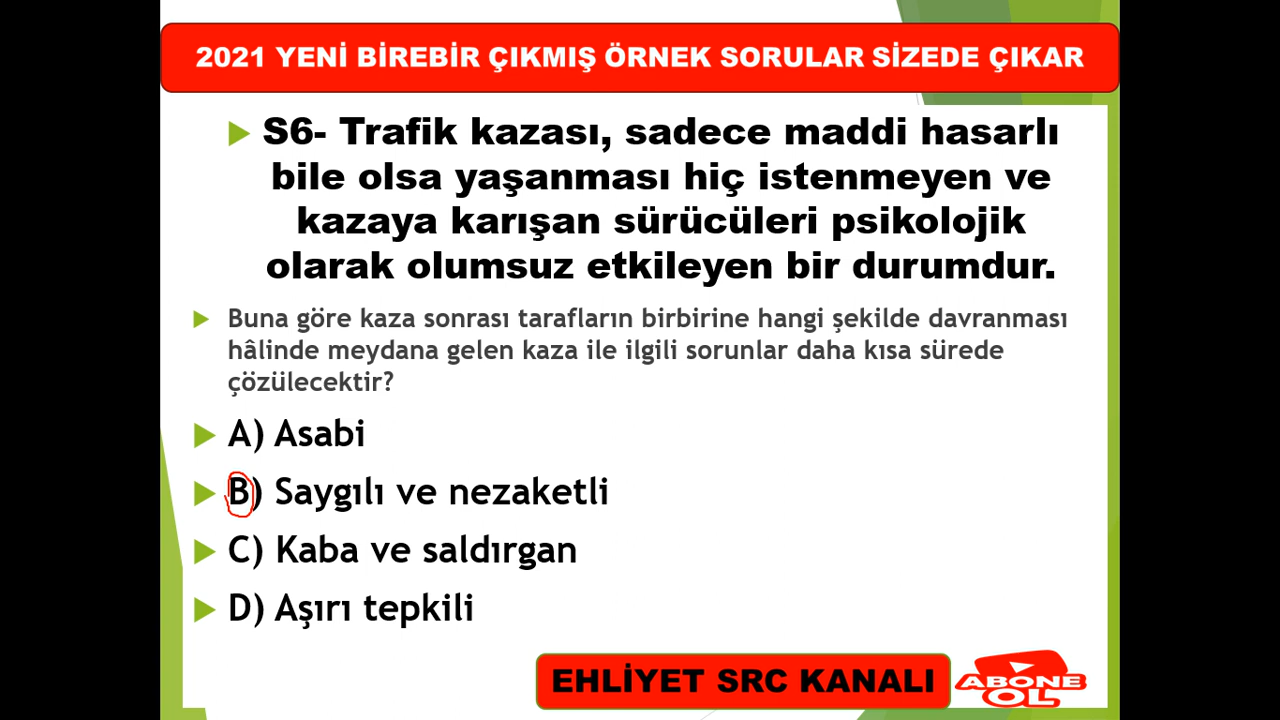 2021 YENİ BİREBİR ÇIKMIŞ ÖRNEK SORULAR SİZEDE ÇIKAR
S6- Trafik kazası, sadece maddi hasarlı
bile olsa yaşanması hiç istenmeyen ve
kazaya karışan sürücüleri psikolojik
olarak olumsuz etkileyen bir durumdur.
Buna göre kaza sonrası tarafların birbirine hangi şekilde davranması
hâlinde meydana gelen kaza ile ilgili sorunlar daha kısa sürede
çözülecektir?
A) Asabi
B) Saygılı ve nezaketli
C) Kaba ve saldırgan
D) Aşırı tepkili
EHLİYET SRC KANALI
ABONE
OL